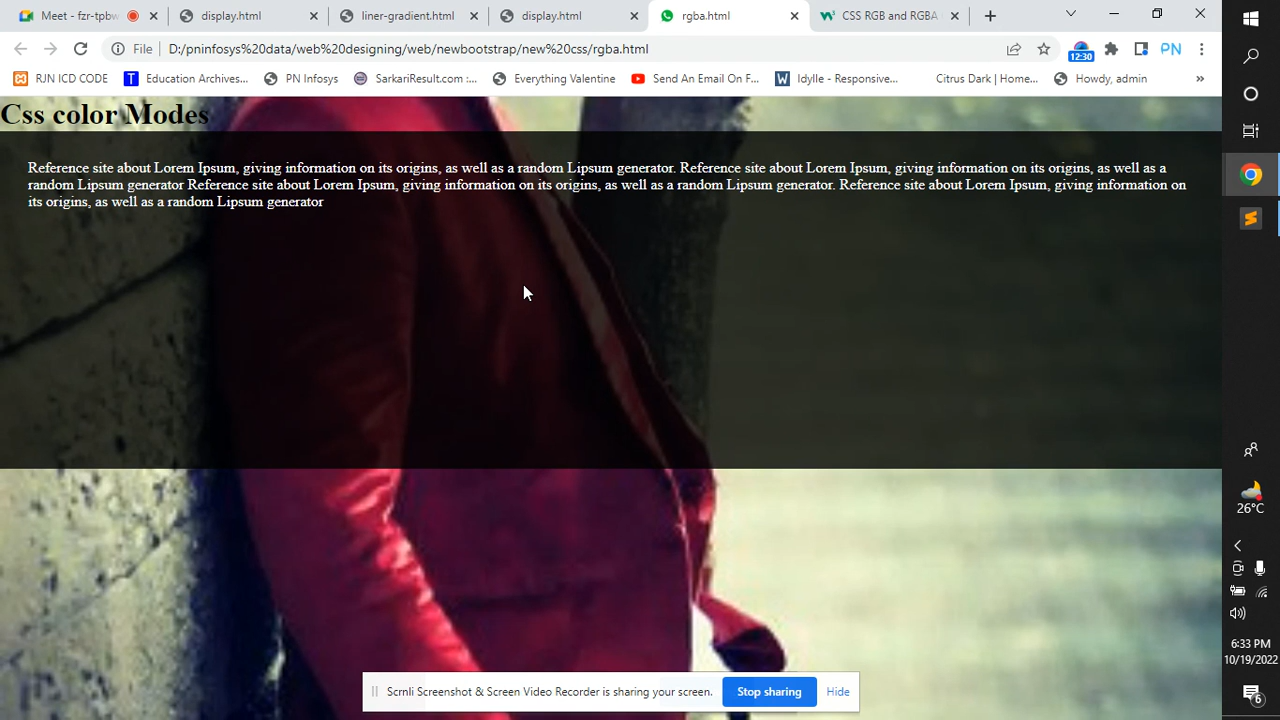 Meet - fzr-tpbw
display.html
liner-gradient.html
display.html
rgba.html
CSS RGB and RGBA
File
D:/pninfosys%20data/web%20designing/web/newbootstrap/new%20css/rgba.html
12:30
PN
RJN ICD CODE
Education Archives...
PN Infosys
SarkariResult.com :...
Everything Valentine
Send An Email On F...
Idylle - Responsive...
Citrus Dark | Home...
Howdy, admin
»
Css color Modes
Reference site about Lorem Ipsum, giving information on its origins, as well as a random Lipsum generator. Reference site about Lorem Ipsum, giving information on its origins, as well as a
random Lipsum generator Reference site about Lorem Ipsum, giving information on its origins, as well as a random Lipsum generator. Reference site about Lorem Ipsum, giving information on
its origins, as well as a random Lipsum generator
Scrnli Screenshot & Screen Video Recorder is sharing your screen.
Stop sharing
Hide
26°C
6:33 PM
10/19/2022
6